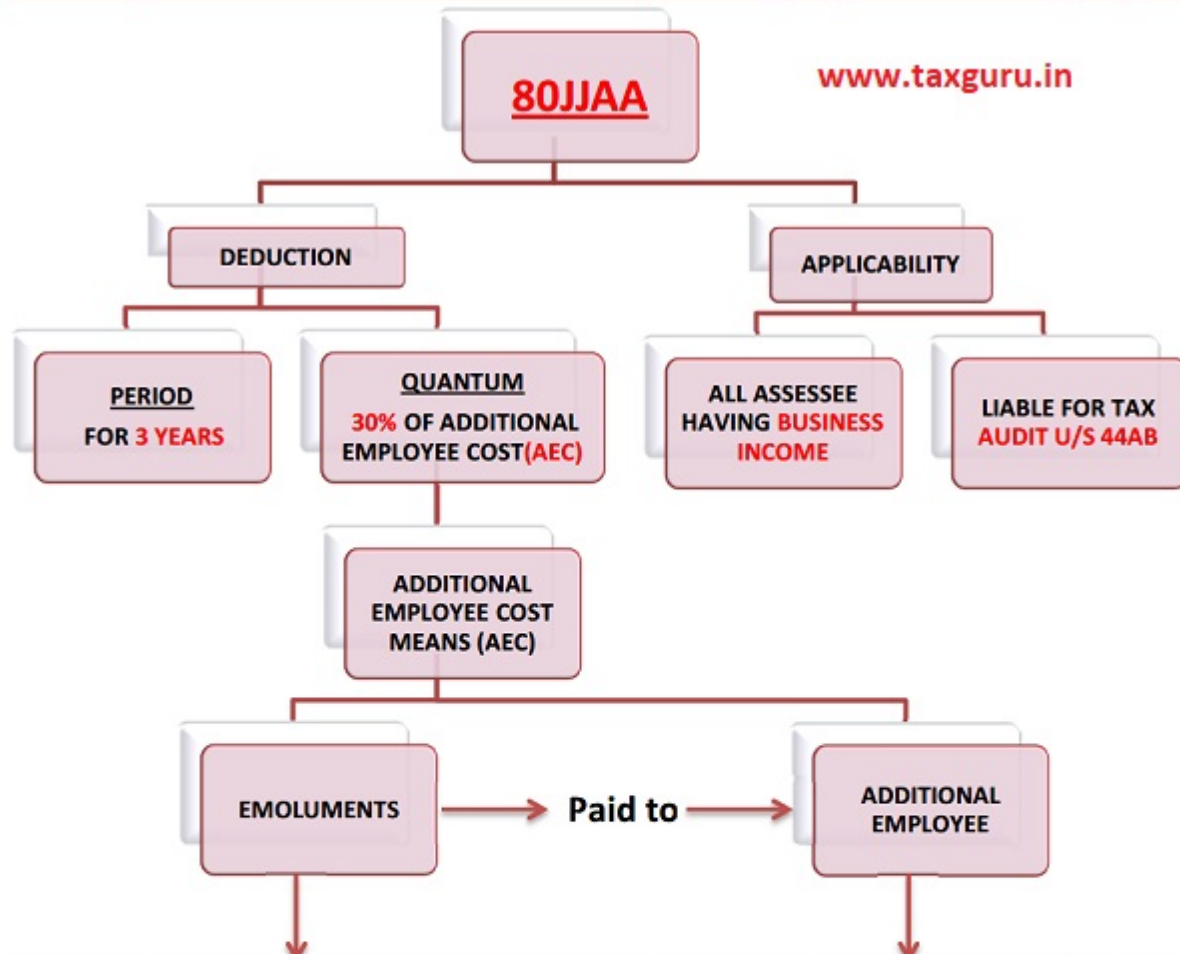 80JJAA
www.taxguru.in
DEDUCTION
APPLICABILITY
PERIOD
FOR 3 YEARS
QUANTUM
30% OF ADDITIONAL
EMPLOYEE COST(AEC)
ALL ASSESSEE
HAVING BUSINESS
INCOME
LIABLE FOR TAX
AUDIT U/S 44AB
ADDITIONAL
EMPLOYEE COST
MEANS (AEC)
EMOLUMENTS
Paid to
ADDITIONAL
EMPLOYEE